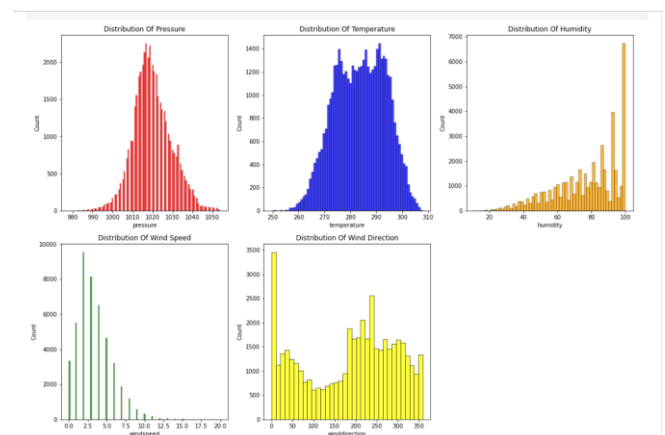 Distribution Of Pressure
2000
1500
1000
500
0
Count
980 990 1000 1010 1020 1030 1040 1050
pressure
Distribution Of Temperature
1400
1200
1000
800
600
400
200
0
Count
250 260 270 280 290 300 310
temperature
Distribution Of Humidity
7000
6000
5000
4000
3000
2000
1000
0
Count
20 40 60 80 100
humidity
Distribution Of Wind Speed
10000
8000
6000
4000
2000
0
Count
0.0 2.5 5.0 7.5 10.0 12.5 15.0 17.5 20.0
windspeed
Distribution Of Wind Direction
3500
3000
2500
2000
1500
1000
500
0
Count
0 50 100 150 200 250 300 350
winddirection